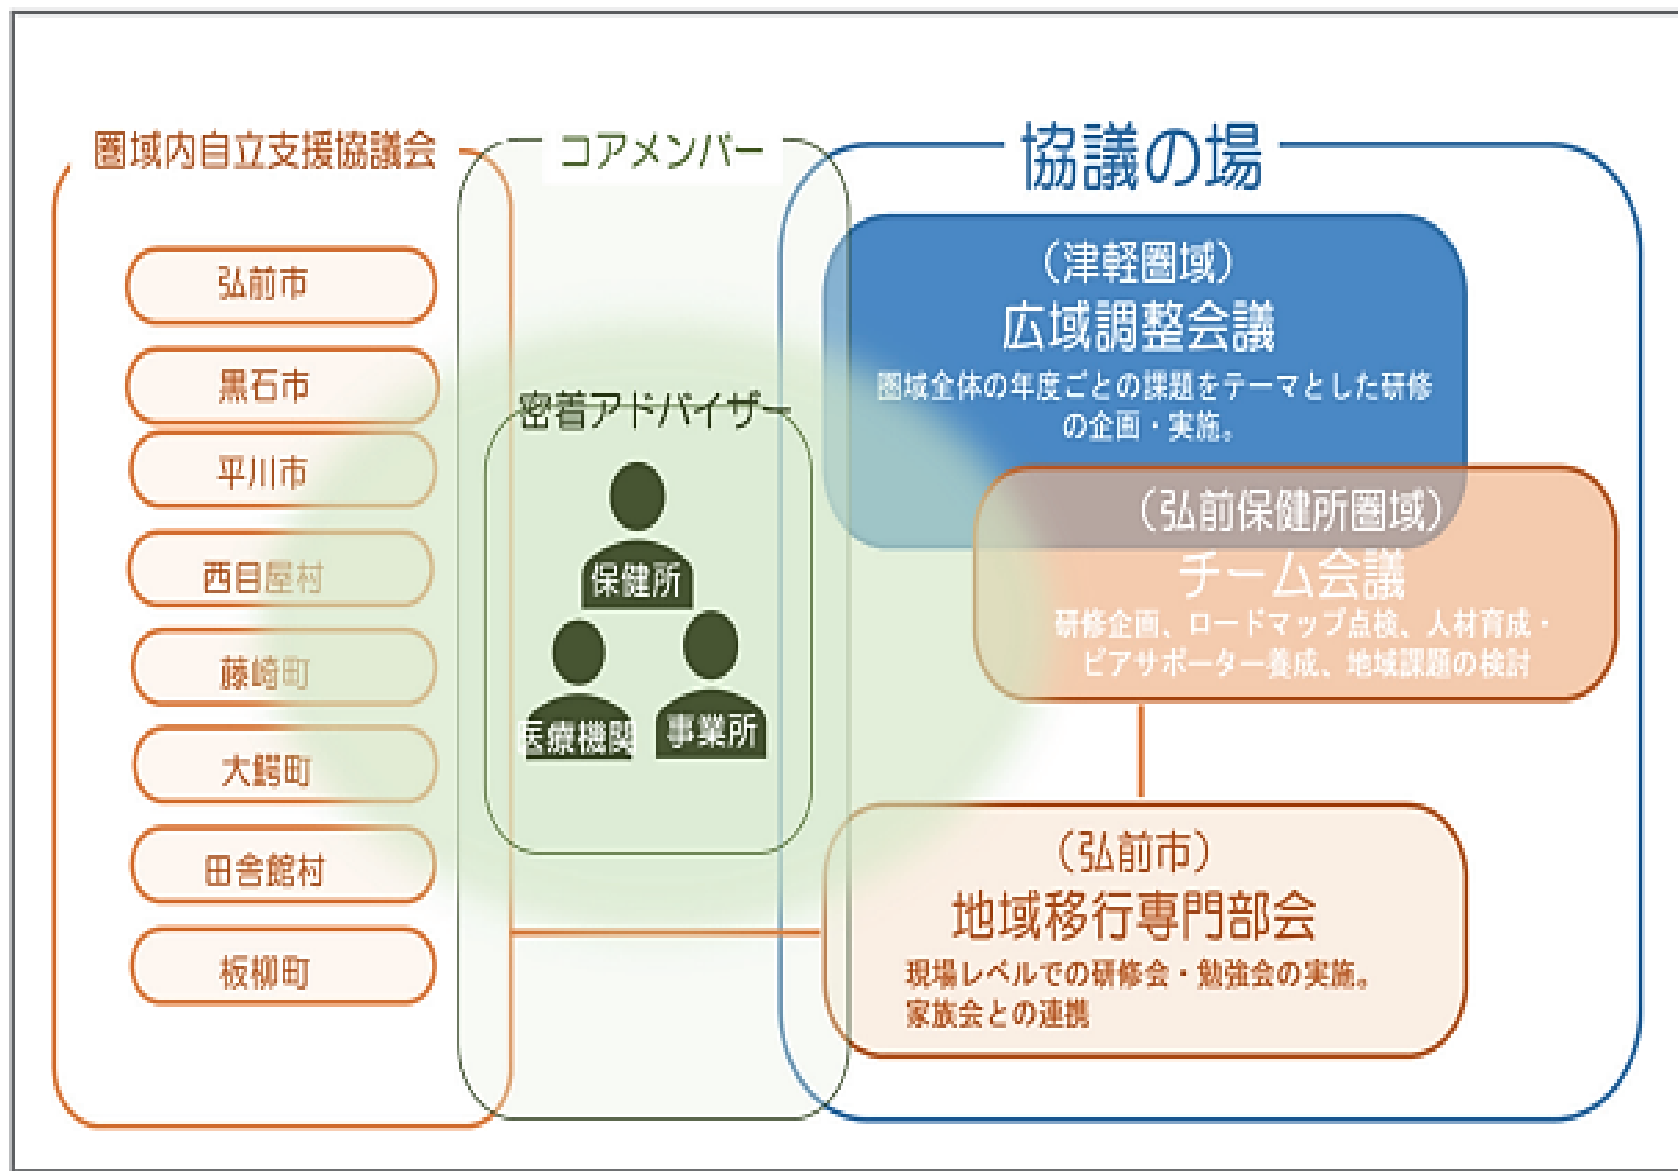 圏域内自立支援協議会
弘前市
黒石市
平川市
西目屋村
藤崎町
大鰐町
田舎館村
板柳町
コアメンバー
密着アドバイザー
保健所
医療機関
事業所
協議の場
（津軽圏域）
広域調整会議
圏域全体の年度ごとの課題をテーマとした研修
の企画・実施。
（弘前保健所圏域）
チーム会議
研修企画、ロードマップ点検、人材育成・
ピアサポーター養成、地域課題の検討
（弘前市）
地域移行専門部会
現場レベルでの研修会・勉強会の実施。
家族会との連携